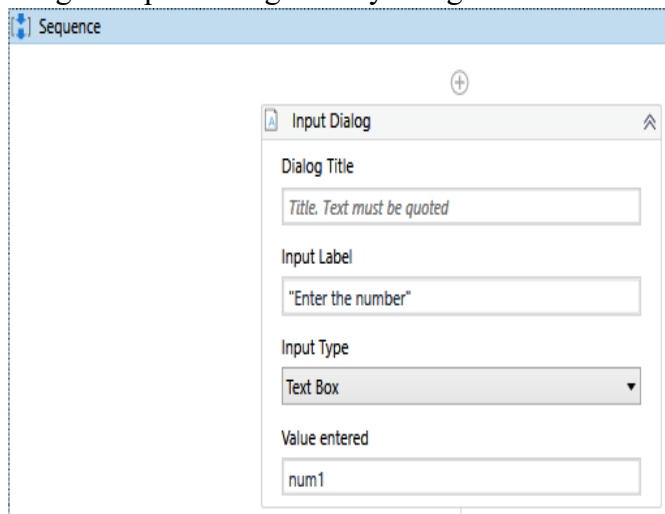 Sequence
Input Dialog
Dialog Title
Title. Text must be quoted
Input Label
"Enter the number"
Input Type
Text Box
Value entered
num1